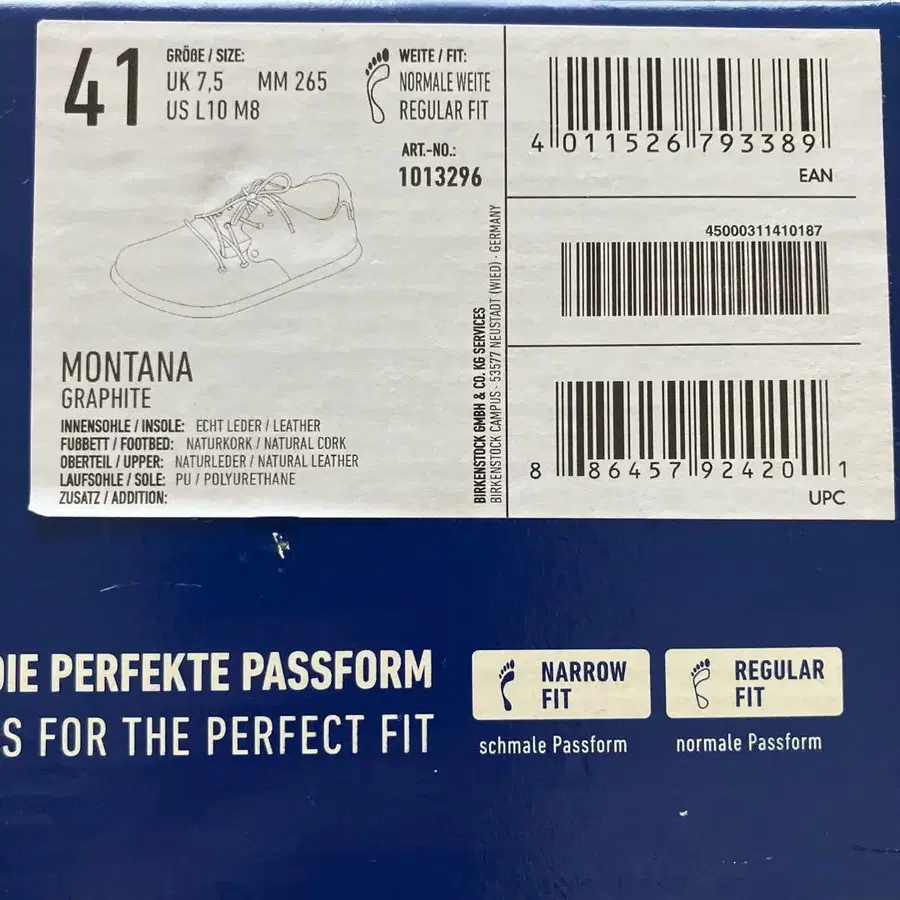 41
GRÖßE / SIZE:
UK 7,5 MM 265
US L10 M8
WEITE / FIT:
NORMALE WEITE
REGULAR FIT
ART.-NO.:
1013296
MONTANA
GRAPHITE
INNENSOHLE / INSOLE: ECHT LEDER / LEATHER
FUßBETT / FOOTBED: NATURKORK / NATURAL CORK
OBERTEIL / UPPER: NATURLEDER / NATURAL LEATHER
LAUFSOHLE / SOLE: PU / POLYURETHANE
ZUSATZ / ADDITION:
BIRKENSTOCK GMBH & CO. KG SERVICES
BIRKENSTOCK CAMPUS · 53577 NEUSTADT (WIED) · GERMANY
4 011526 793389
EAN
45000311410187
8 86457 92420 1
UPC
DIE PERFEKTE PASSFORM
S FOR THE PERFECT FIT
NARROW
FIT
schmale Passform
REGULAR
FIT
normale Passform